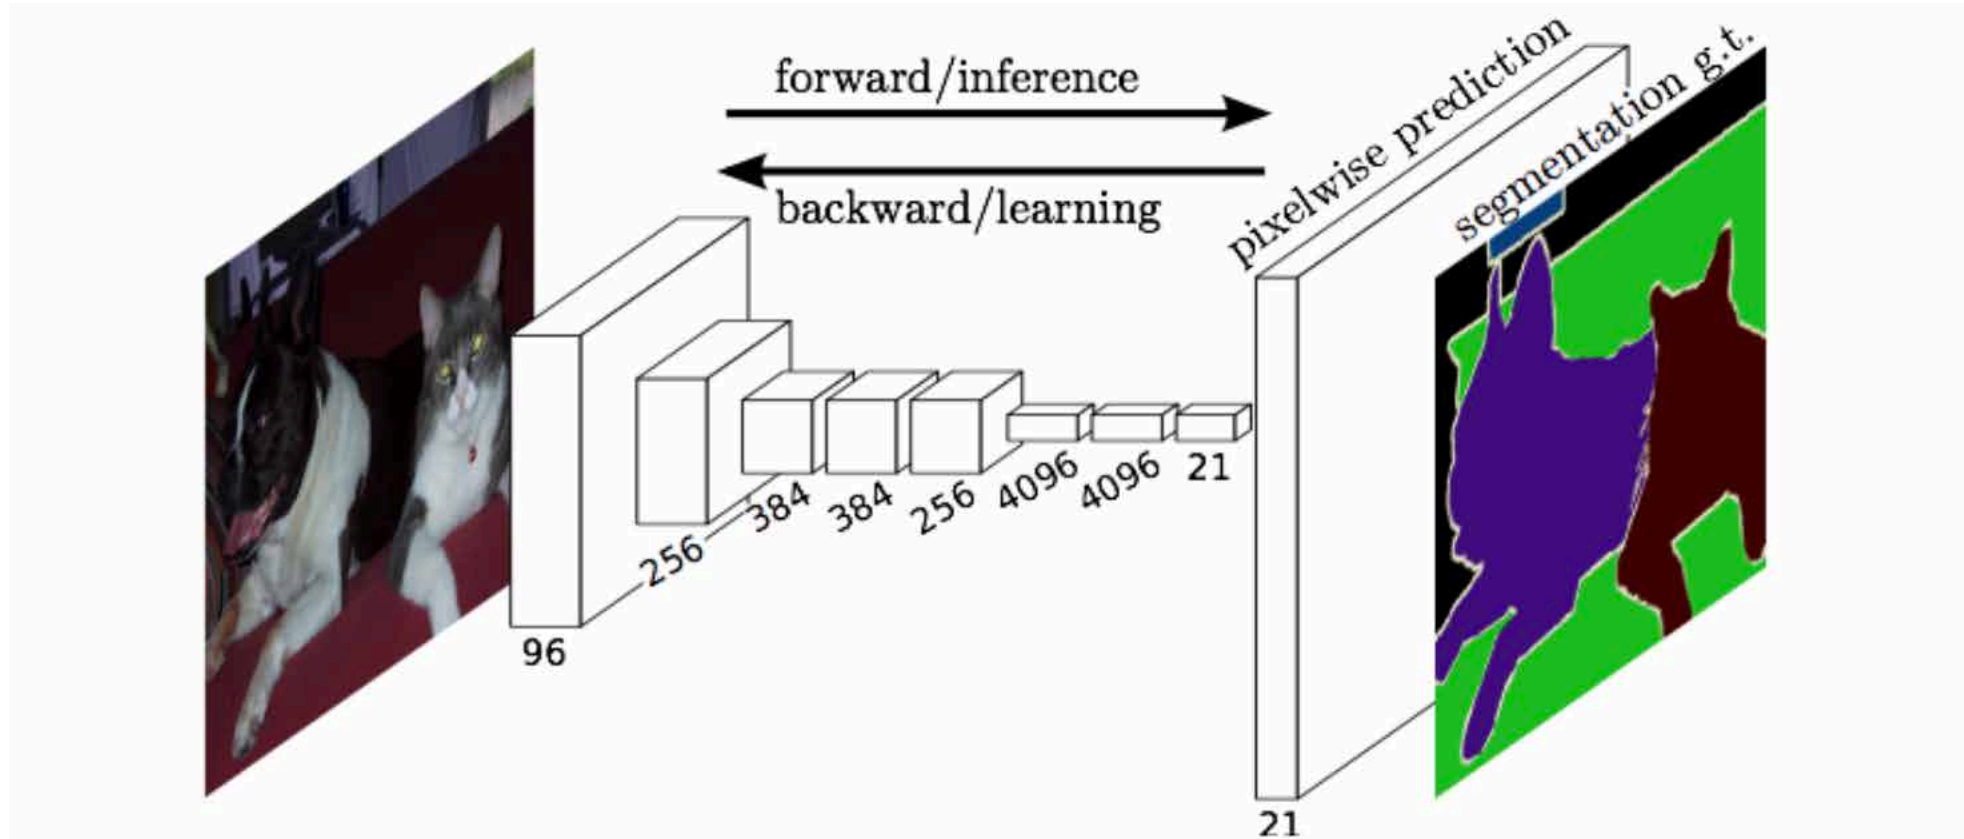 forward/inference
backward/learning
pixelwise prediction
segmentation g.t.
96
256
384
384
256
4096
4096
21
21